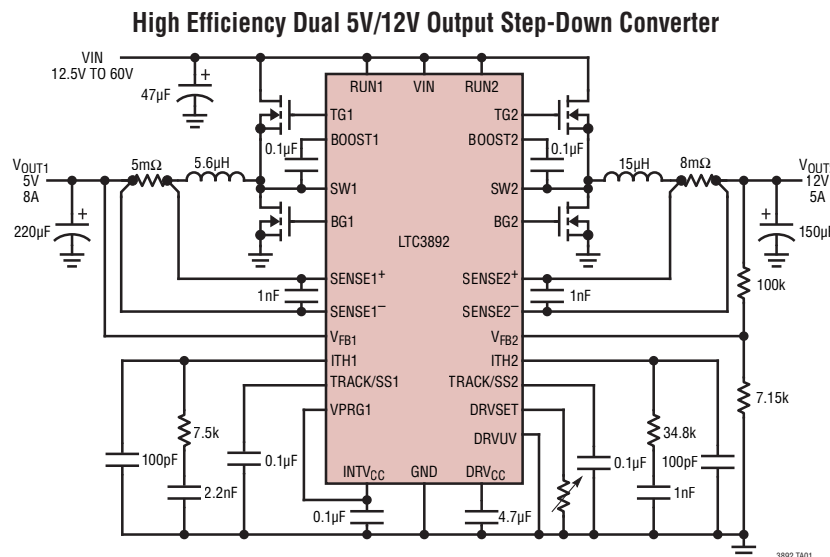 High Efficiency Dual 5V/12V Output Step-Down Converter
VIN
12.5V TO 60V
47µF
+
RUN1
VIN
RUN2
TG1
TG2
BOOST1
BOOST2
0.1µF
0.1µF
VOUT1
5V
8A
5mΩ
5.6µH
SW1
SW2
15µH
8mΩ
VOUT
12V
5A
220µF
+
BG1
BG2
+
150µF
LTC3892
SENSE1+
SENSE2+
1nF
1nF
SENSE1−
SENSE2−
100k
VFB1
VFB2
ITH1
ITH2
TRACK/SS1
TRACK/SS2
VPRG1
DRVSET
7.15k
7.5k
34.8k
DRVUV
100pF
0.1µF
0.1µF
100pF
2.2nF
INTVCC
GND
DRVCC
1nF
0.1µF
4.7µF
3892 TA01